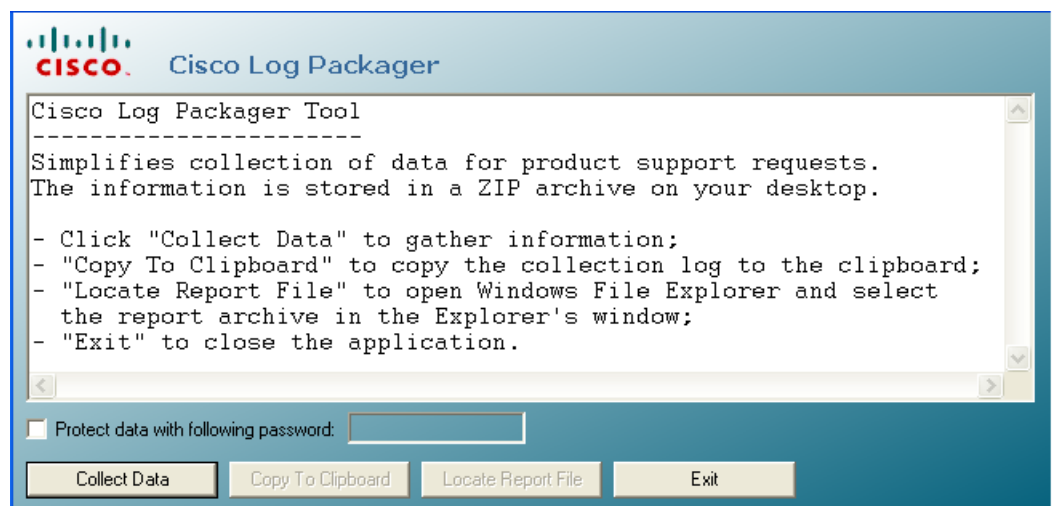 CISCO. Cisco Log Packager
Cisco Log Packager Tool
------------------------
Simplifies collection of data for product support requests.
The information is stored in a ZIP archive on your desktop.
- Click "Collect Data" to gather information;
- "Copy To Clipboard" to copy the collection log to the clipboard;
- "Locate Report File" to open Windows File Explorer and select
the report archive in the Explorer's window;
- "Exit" to close the application.
Protect data with following password:
Collect Data Copy To Clipboard Locate Report File Exit